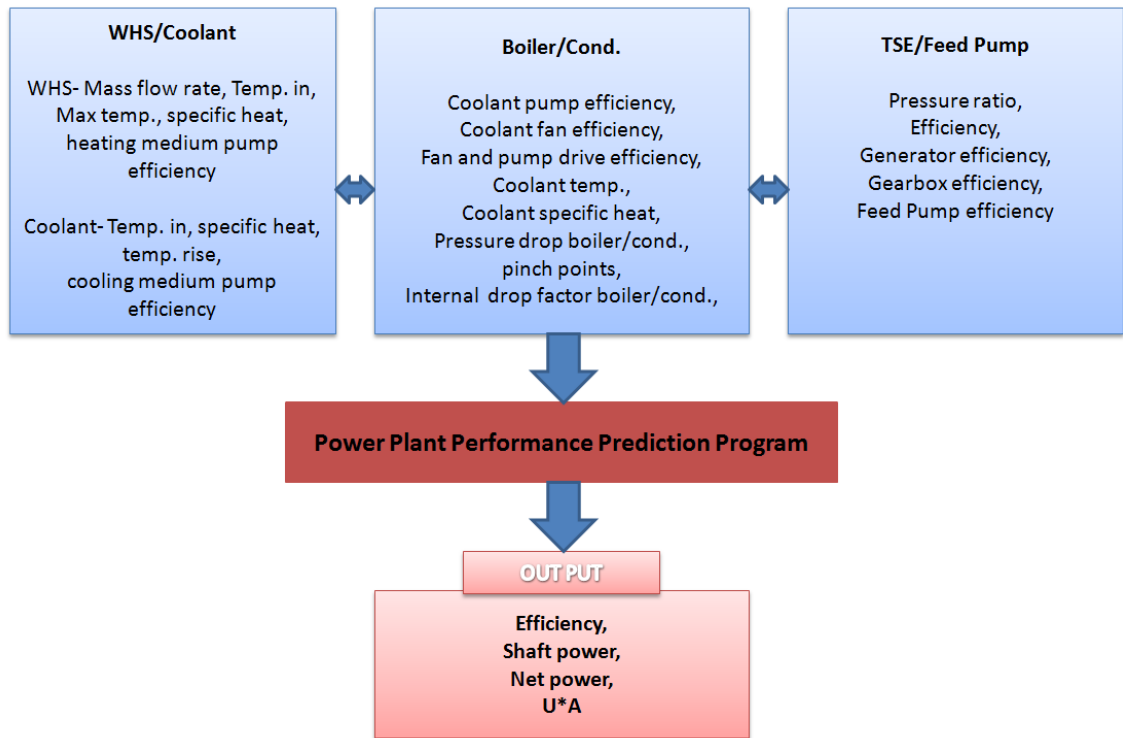 WHS/Coolant
WHS- Mass flow rate, Temp. in,
Max temp., specific heat,
heating medium pump
efficiency
Coolant- Temp. in, specific heat,
temp. rise,
cooling medium pump
efficiency
Boiler/Cond.
Coolant pump efficiency,
Coolant fan efficiency,
Fan and pump drive efficiency,
Coolant temp.,
Coolant specific heat,
Pressure drop boiler/cond.,
pinch points,
Internal drop factor boiler/cond.,
TSE/Feed Pump
Pressure ratio,
Efficiency,
Generator efficiency,
Gearbox efficiency,
Feed Pump efficiency
Power Plant Performance Prediction Program
OUT PUT
Efficiency,
Shaft power,
Net power,
U*A